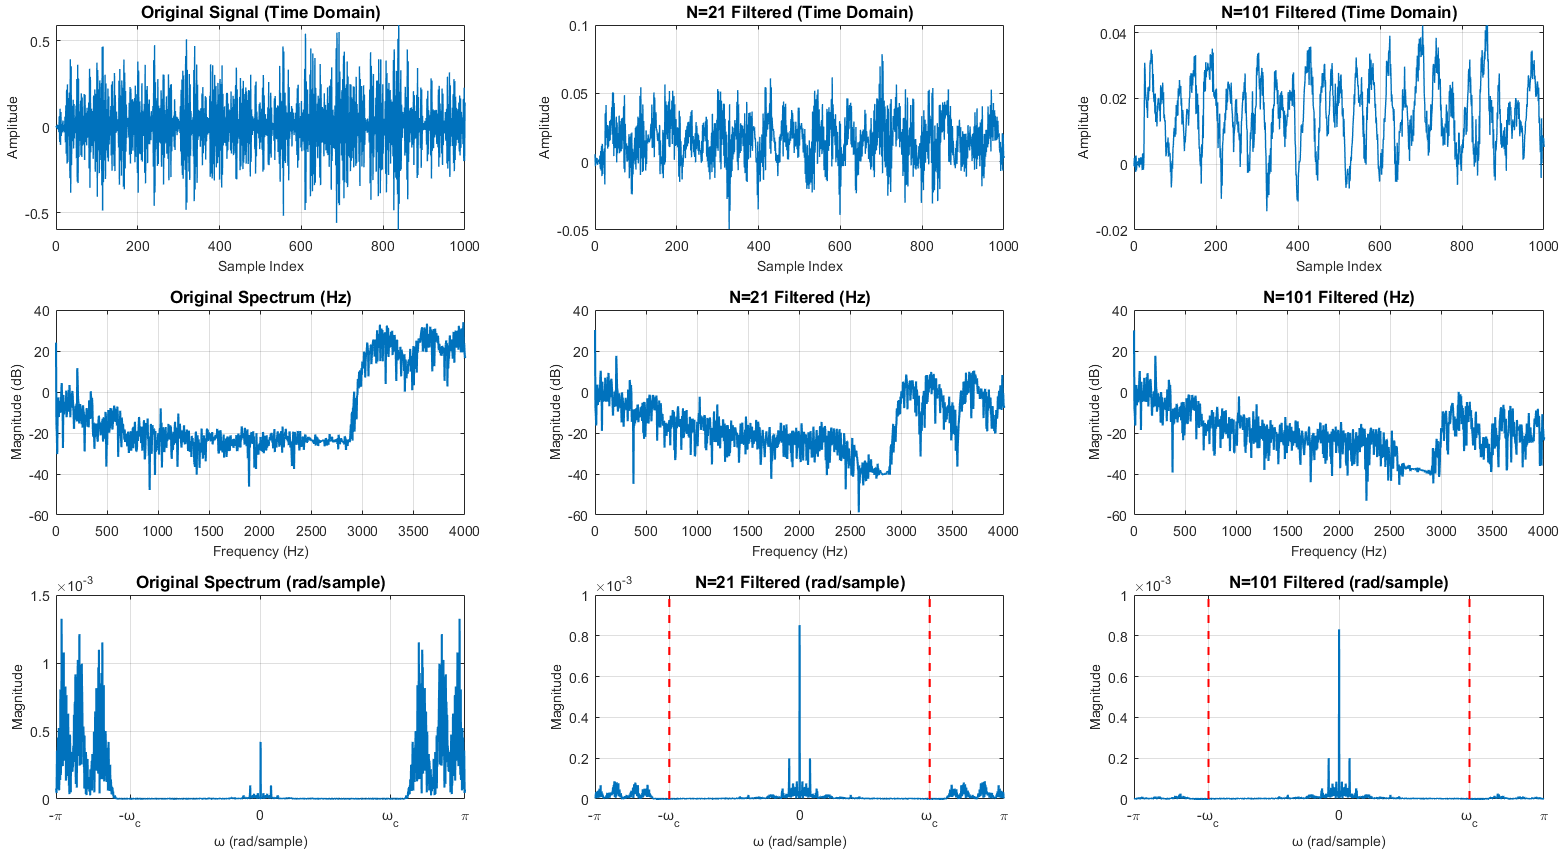 Original Signal (Time Domain)
0.5
0
-0.5
Amplitude
0 200 400 600 800 1000
Sample Index
N=21 Filtered (Time Domain)
0.1
0.05
0
-0.05
Amplitude
0 200 400 600 800 1000
Sample Index
N=101 Filtered (Time Domain)
0.04
0.02
0
-0.02
Amplitude
0 200 400 600 800 1000
Sample Index
Original Spectrum (Hz)
40
20
0
-20
-40
-60
Magnitude (dB)
0 500 1000 1500 2000 2500 3000 3500 4000
Frequency (Hz)
N=21 Filtered (Hz)
40
20
0
-20
-40
-60
Magnitude (dB)
0 500 1000 1500 2000 2500 3000 3500 4000
Frequency (Hz)
N=101 Filtered (Hz)
40
20
0
-20
-40
-60
Magnitude (dB)
0 500 1000 1500 2000 2500 3000 3500 4000
Frequency (Hz)
×10-3
Original Spectrum (rad/sample)
1.5
1
0.5
0
Magnitude
-π -ωc 0 ωc π
ω (rad/sample)
×10-3
N=21 Filtered (rad/sample)
1
0.8
0.6
0.4
0.2
0
Magnitude
-π -ωc 0 ωc π
ω (rad/sample)
×10-3
N=101 Filtered (rad/sample)
1
0.8
0.6
0.4
0.2
0
Magnitude
-π -ωc 0 ωc π
ω (rad/sample)